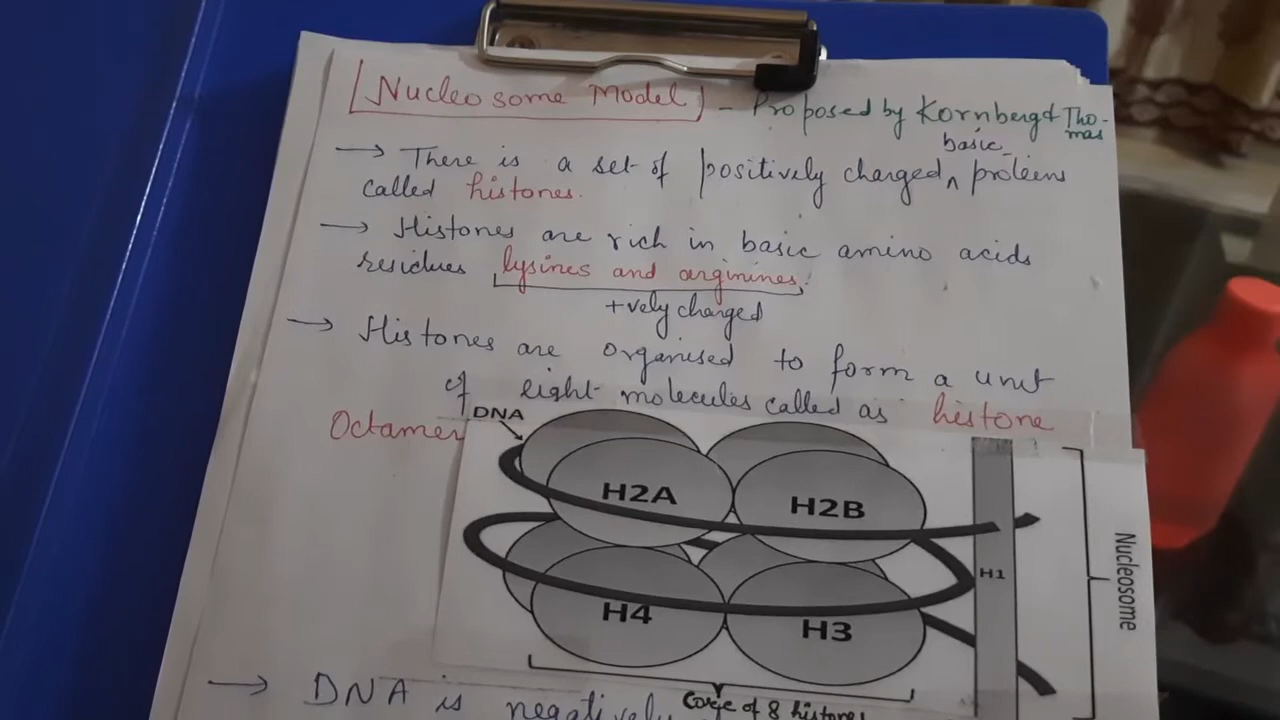 Nucleosome Model - Proposed by Kornberg & Tho-
mas
basic
→ There is a set of positively charged ^ proteins
called histones.
→ Histones are rich in basic amino acids
residues lysines and arginines.
+vely charged
→ Histones are organised to form a unit
of eight molecules called as histone
Octamer
DNA
H2A
H2B
H1
H4
H3
Nucleosome
Core of 8 histones
→ DNA is negatively